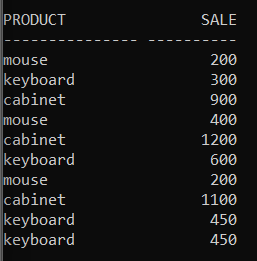 PRODUCT SALE
--------------- ----------
mouse 200
keyboard 300
cabinet 900
mouse 400
cabinet 1200
keyboard 600
mouse 200
cabinet 1100
keyboard 450
keyboard 450